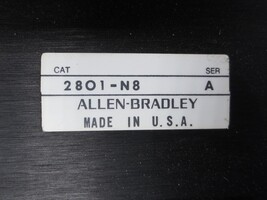 CAT SER
2801-N8 A
ALLEN-BRADLEY
MADE IN U.S.A.